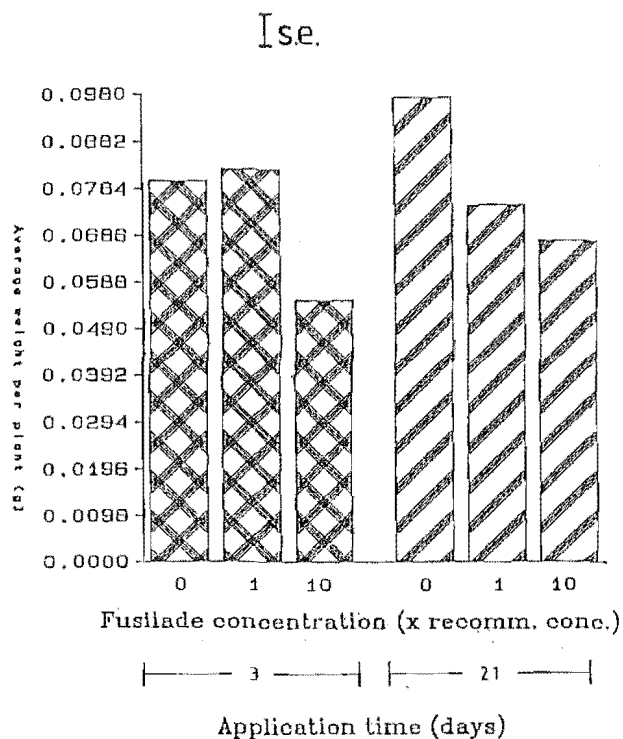 s.e.
0.0980
0.0882
0.0784
0.0686
0.0588
0.0490
0.0392
0.0294
0.0196
0.0098
0.0000
Average weight per plant (g)
0 1 10 0 1 10
Fusilade concentration (x recomm. conc.)
3 21
Application time (days)